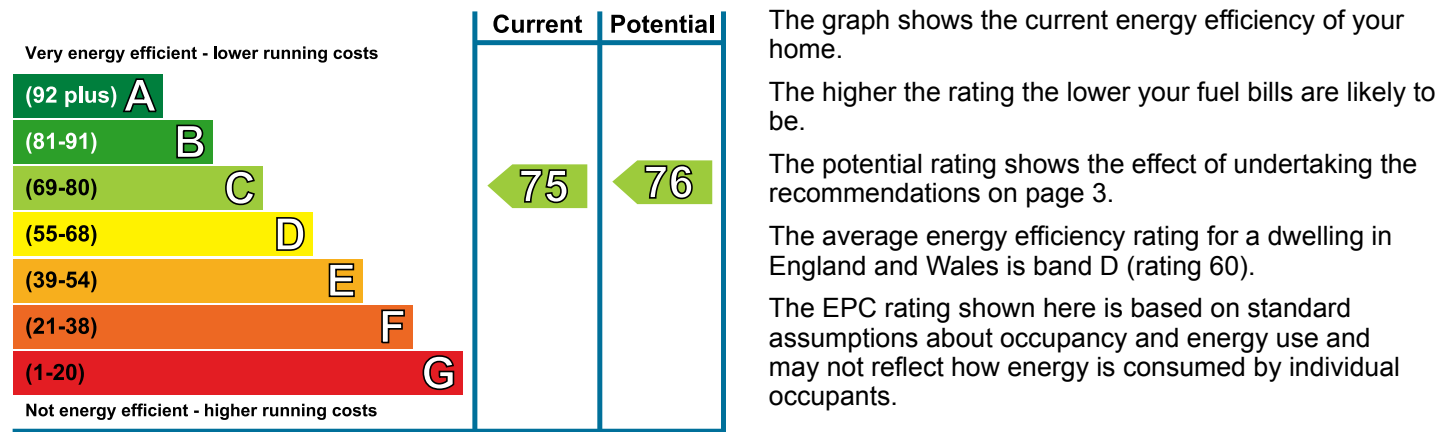 Current Potential
Very energy efficient - lower running costs
(92 plus) A
(81-91) B
(69-80) C
(55-68) D
(39-54) E
(21-38) F
(1-20) G
75 76
Not energy efficient - higher running costs
The graph shows the current energy efficiency of your
home.
The higher the rating the lower your fuel bills are likely to
be.
The potential rating shows the effect of undertaking the
recommendations on page 3.
The average energy efficiency rating for a dwelling in
England and Wales is band D (rating 60).
The EPC rating shown here is based on standard
assumptions about occupancy and energy use and
may not reflect how energy is consumed by individual
occupants.